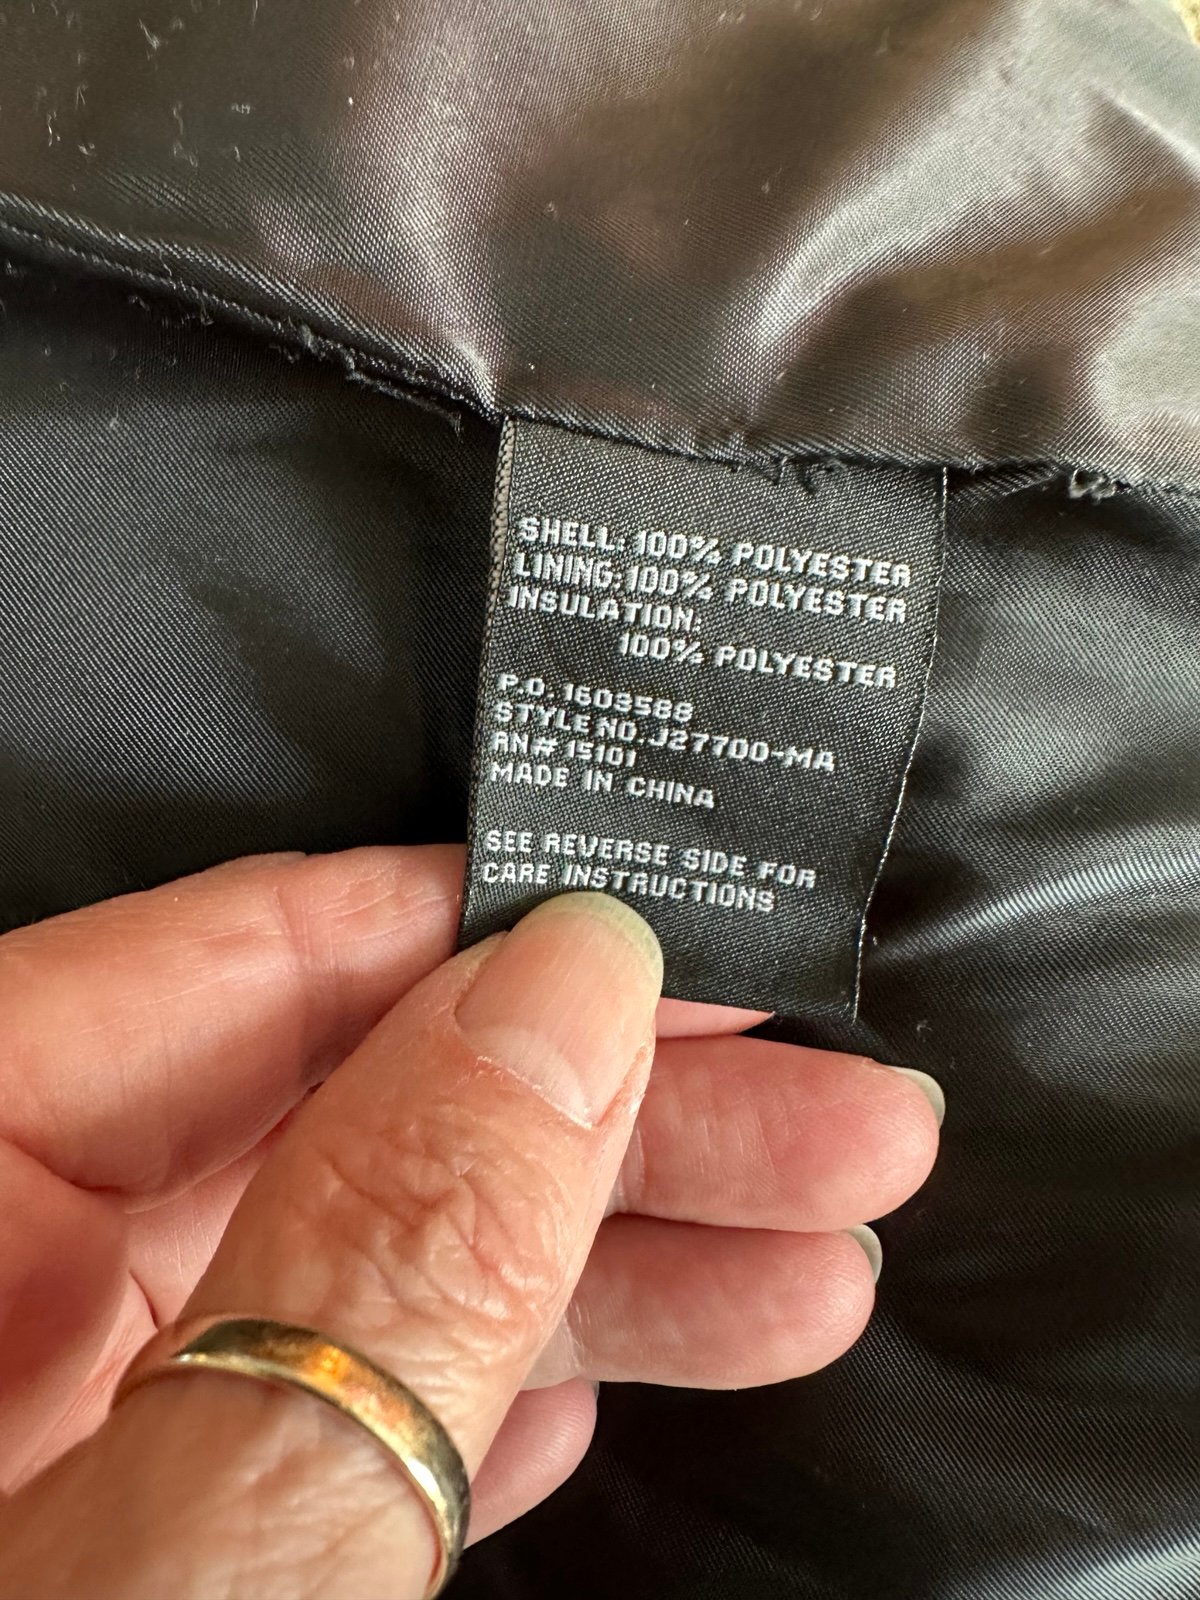 SHELL: 100% POLYESTER
LINING: 100% POLYESTER
INSULATION:
100% POLYESTER
P.O. 1603588
STYLE NO. J27700-MA
RN# 15101
MADE IN CHINA
SEE REVERSE SIDE FOR
CARE INSTRUCTIONS